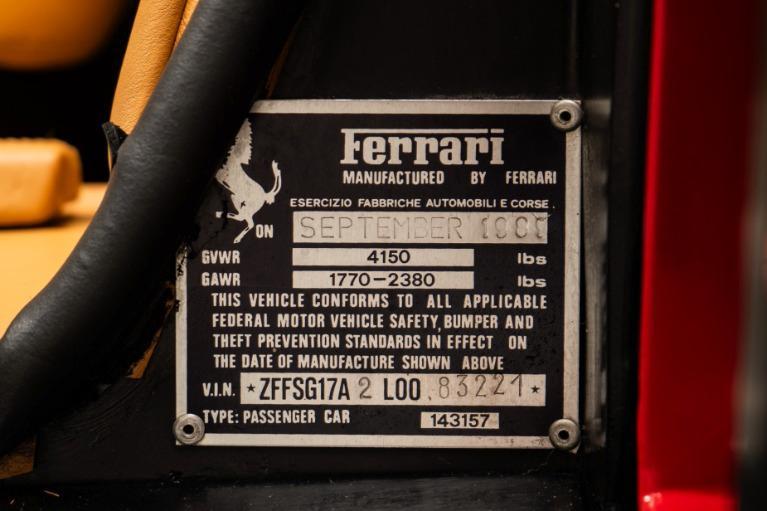 Ferrari
MANUFACTURED BY FERRARI
ESERCIZIO FABBRICHE AUTOMOBILI E CORSE.
ON SEPTEMBER
GVWR 4150 lbs
GAWR 1770-2380 lbs
THIS VEHICLE CONFORMS TO ALL APPLICABLE
FEDERAL MOTOR VEHICLE SAFETY, BUMPER AND
THEFT PREVENTION STANDARDS IN EFFECT ON
THE DATE OF MANUFACTURE SHOWN ABOVE
V.I.N. * ZFFSG17A 2 L00 83221 *
TYPE: PASSENGER CAR 143157